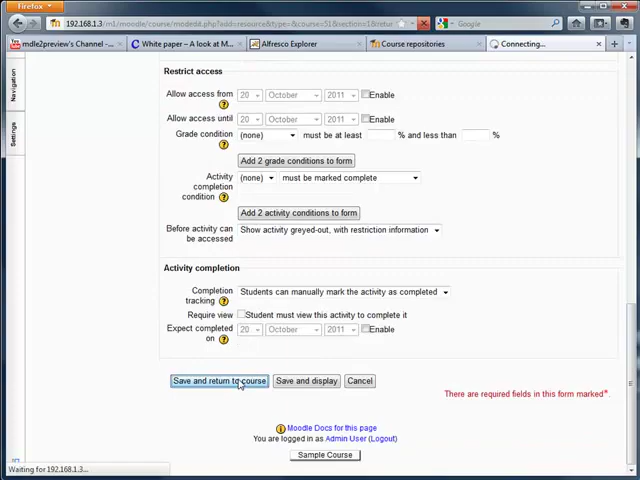 Firefox
192.168.1.3/m1/moodle/course/modedit.php?add=resource&type=&course=51&section=1&retur
Google
mdle2preview's Channel -...
White paper – A look at M...
Alfresco Explorer
Course repositories
Connecting...
Navigation
Settings
Restrict access
Allow access from 20 October 2011 Enable
Allow access until 20 October 2011 Enable
Grade condition (none) must be at least % and less than %
Add 2 grade conditions to form
Activity completion condition (none) must be marked complete
Add 2 activity conditions to form
Before activity can be accessed Show activity greyed-out, with restriction information
Activity completion
Completion tracking Students can manually mark the activity as completed
Require view Student must view this activity to complete it
Expect completed on 20 October 2011 Enable
Save and return to course Save and display Cancel
There are required fields in this form marked*.
Moodle Docs for this page
You are logged in as Admin User (Logout)
Sample Course
Waiting for 192.168.1.3...